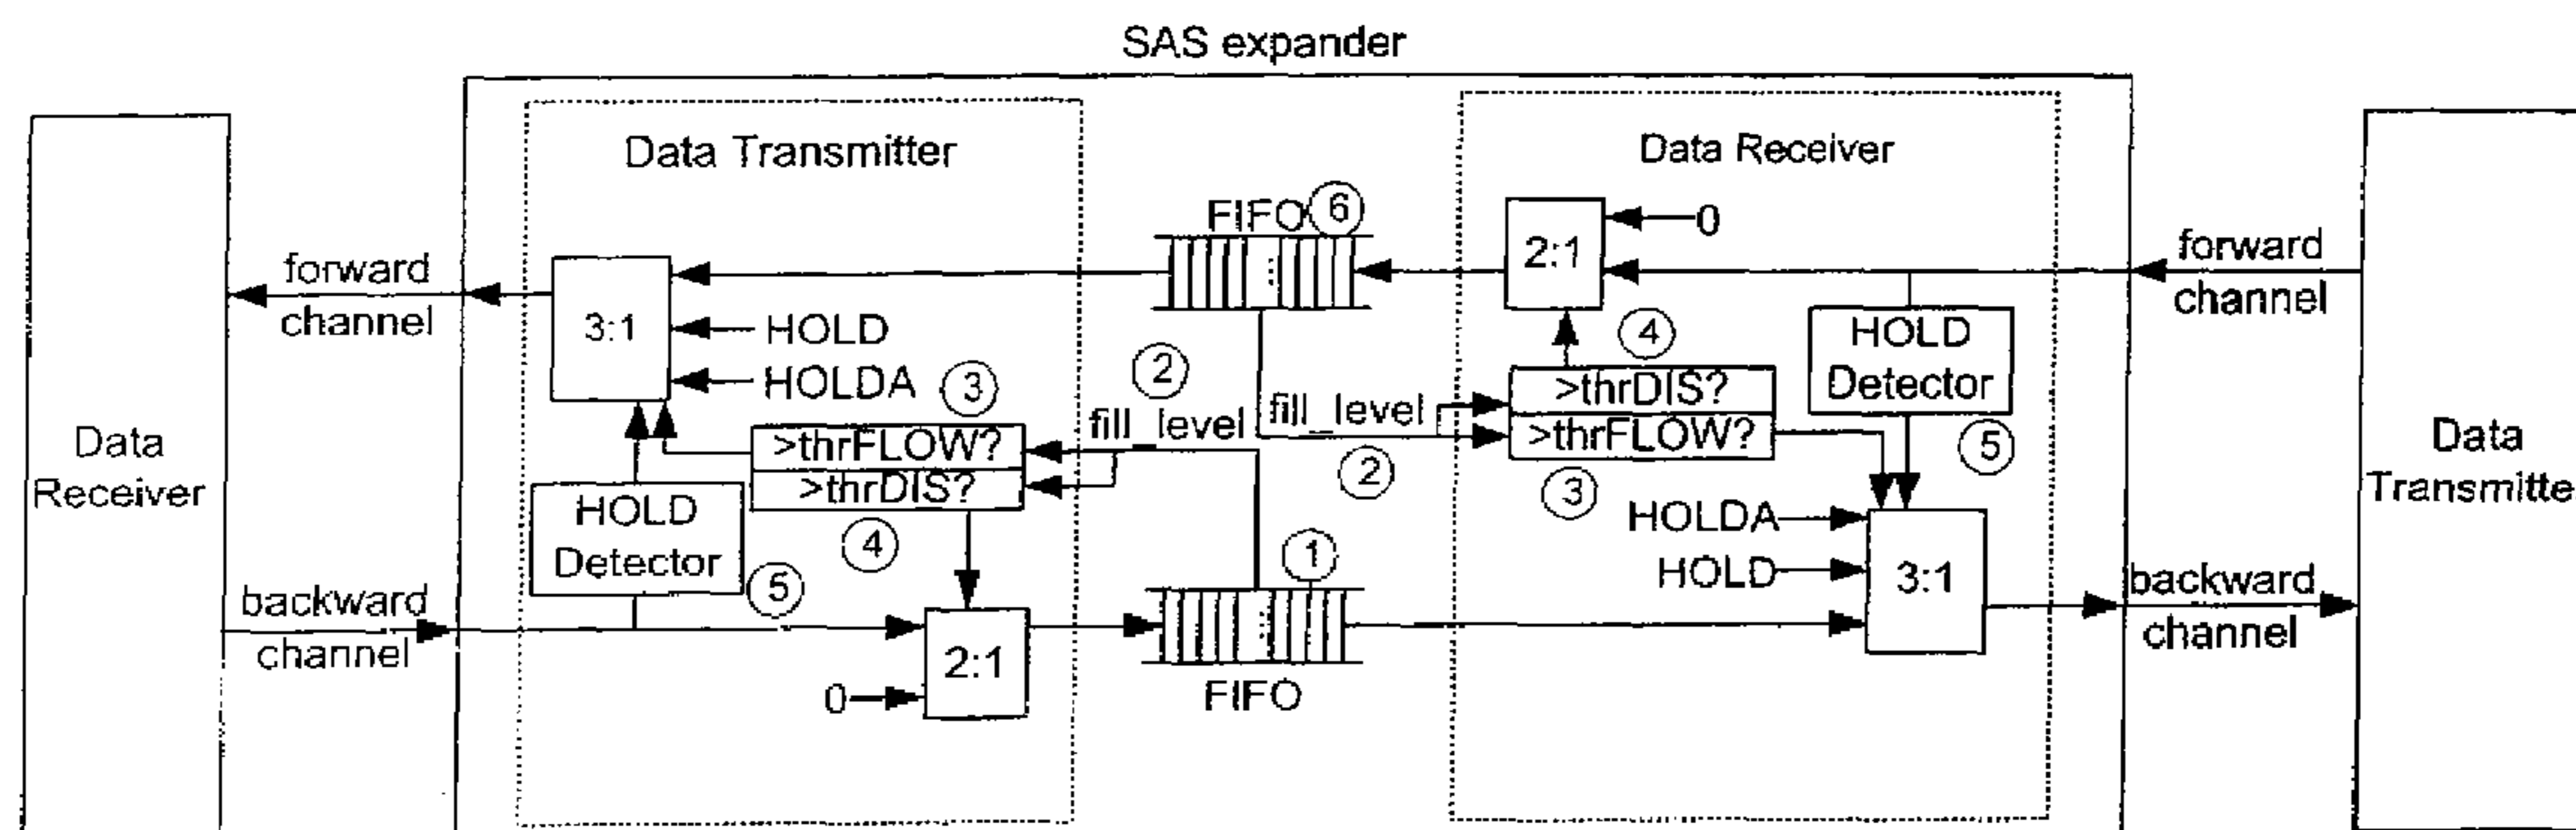 SAS expander
Data Transmitter
Data Receiver
FIFO 6
0
2:1
forward
channel
forward
channel
3:1
HOLD
HOLDA
3
2
4
HOLD
Detector
>thrDIS?
>thrFLOW?
fill_level
fill_level
2
3
5
>thrFLOW?
>thrDIS?
4
Data
Receiver
Data
Transmitte
HOLD
Detector
5
HOLDA
HOLD
3:1
1
backward
channel
backward
channel
2:1
0
FIFO